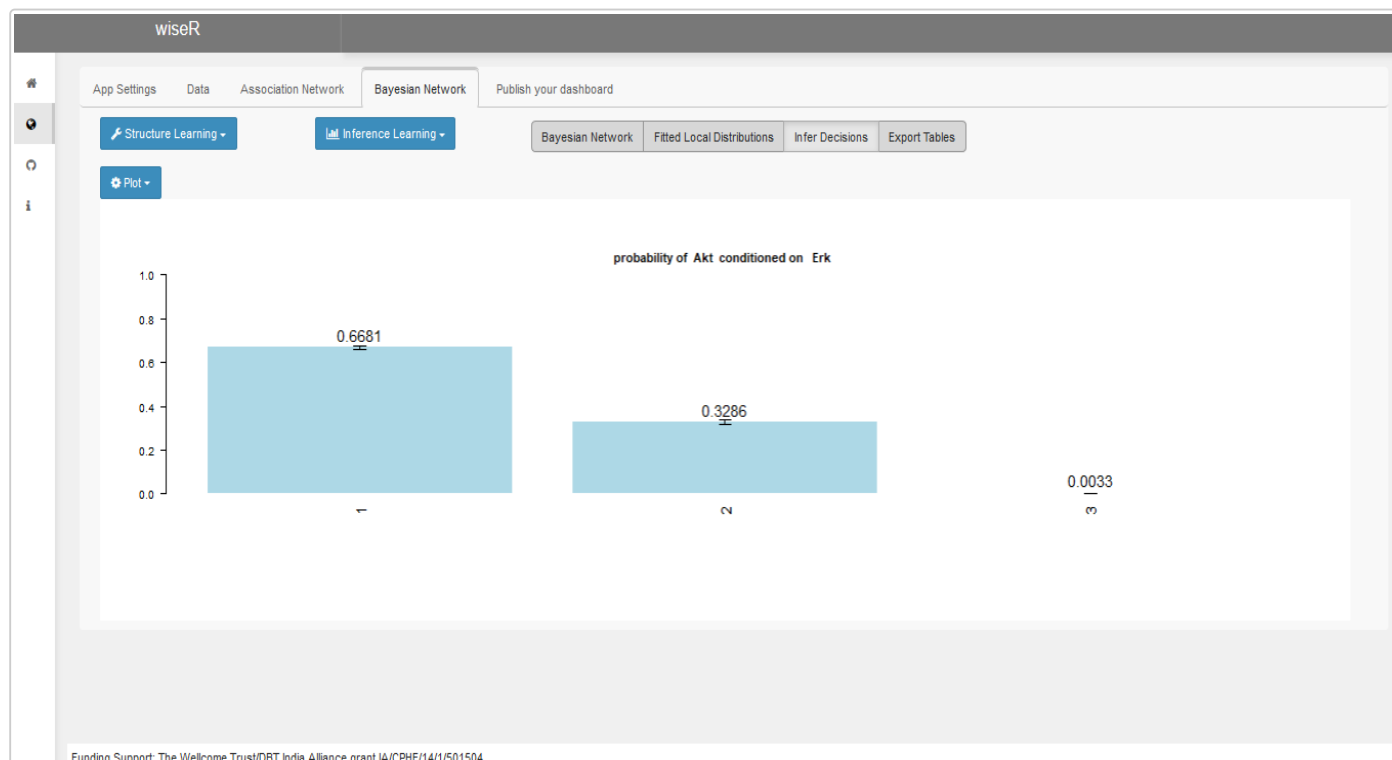 wiseR
App Settings Data Association Network Bayesian Network Publish your dashboard
Structure Learning Inference Learning Bayesian Network Fitted Local Distributions Infer Decisions Export Tables
Plot
probability of Akt conditioned on Erk
1.0
0.8
0.6
0.4
0.2
0.0
0.6681
0.3286
0.0033
1 2 3
Funding Support: The Wellcome Trust/DBT India Alliance grant IA/CPHE/14/1/501504